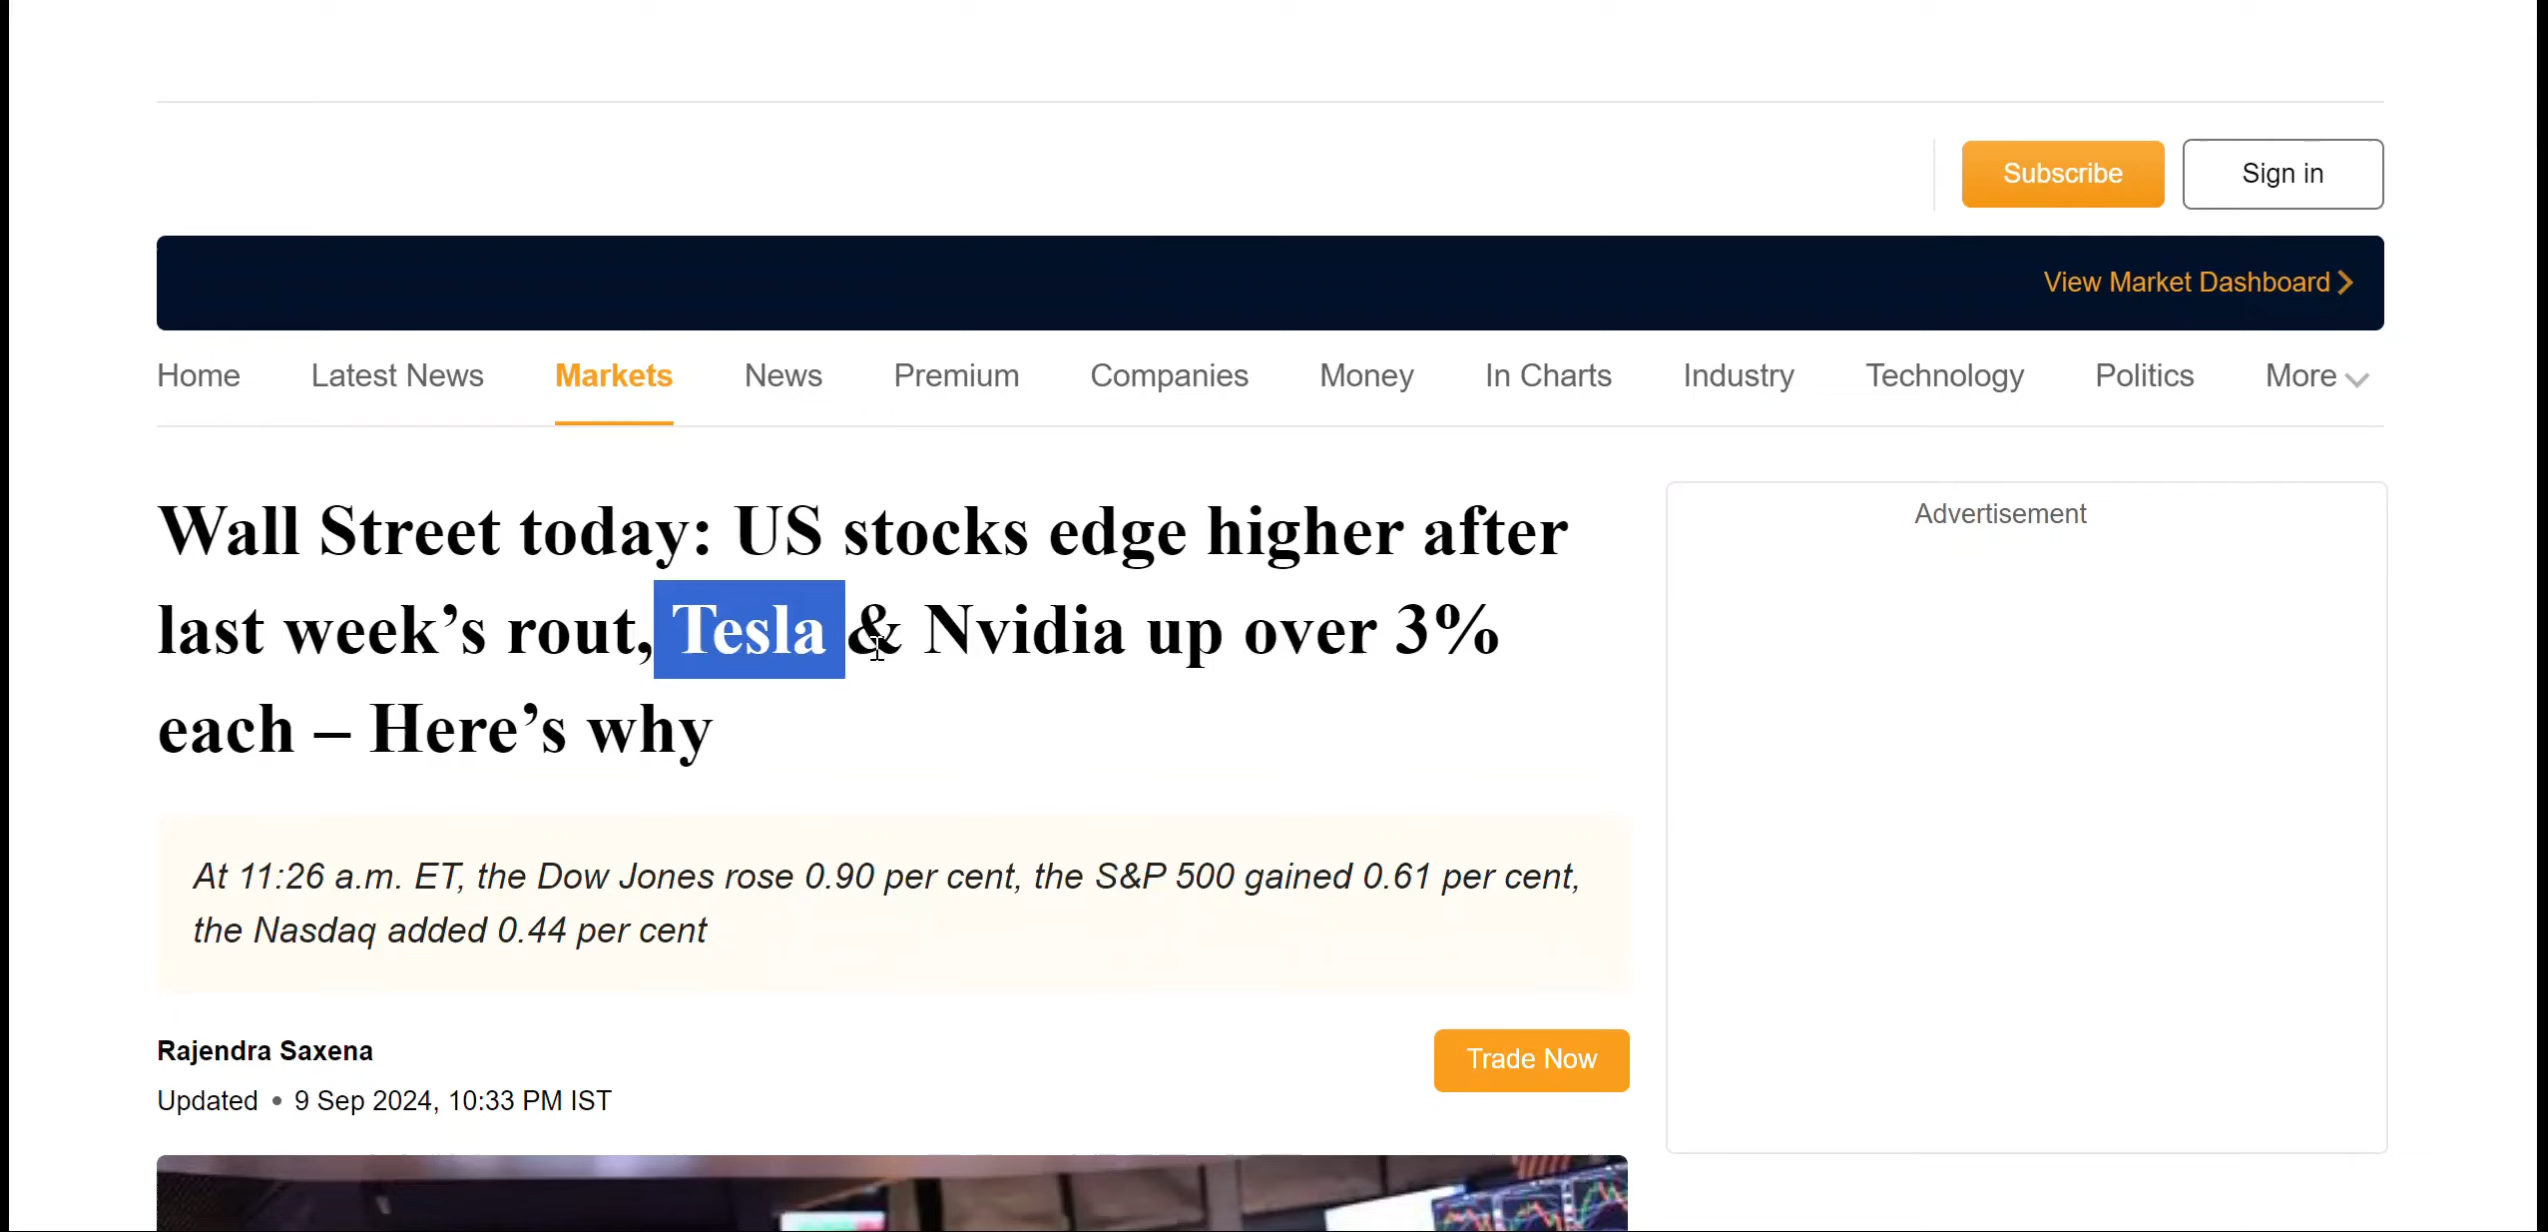 Subscribe
Sign in
View Market Dashboard
Home Latest News Markets News Premium Companies Money In Charts Industry Technology Politics More
Wall Street today: US stocks edge higher after
last week’s rout, Tesla & Nvidia up over 3%
each – Here’s why
Advertisement
At 11:26 a.m. ET, the Dow Jones rose 0.90 per cent, the S&P 500 gained 0.61 per cent,
the Nasdaq added 0.44 per cent
Rajendra Saxena
Trade Now
Updated • 9 Sep 2024, 10:33 PM IST